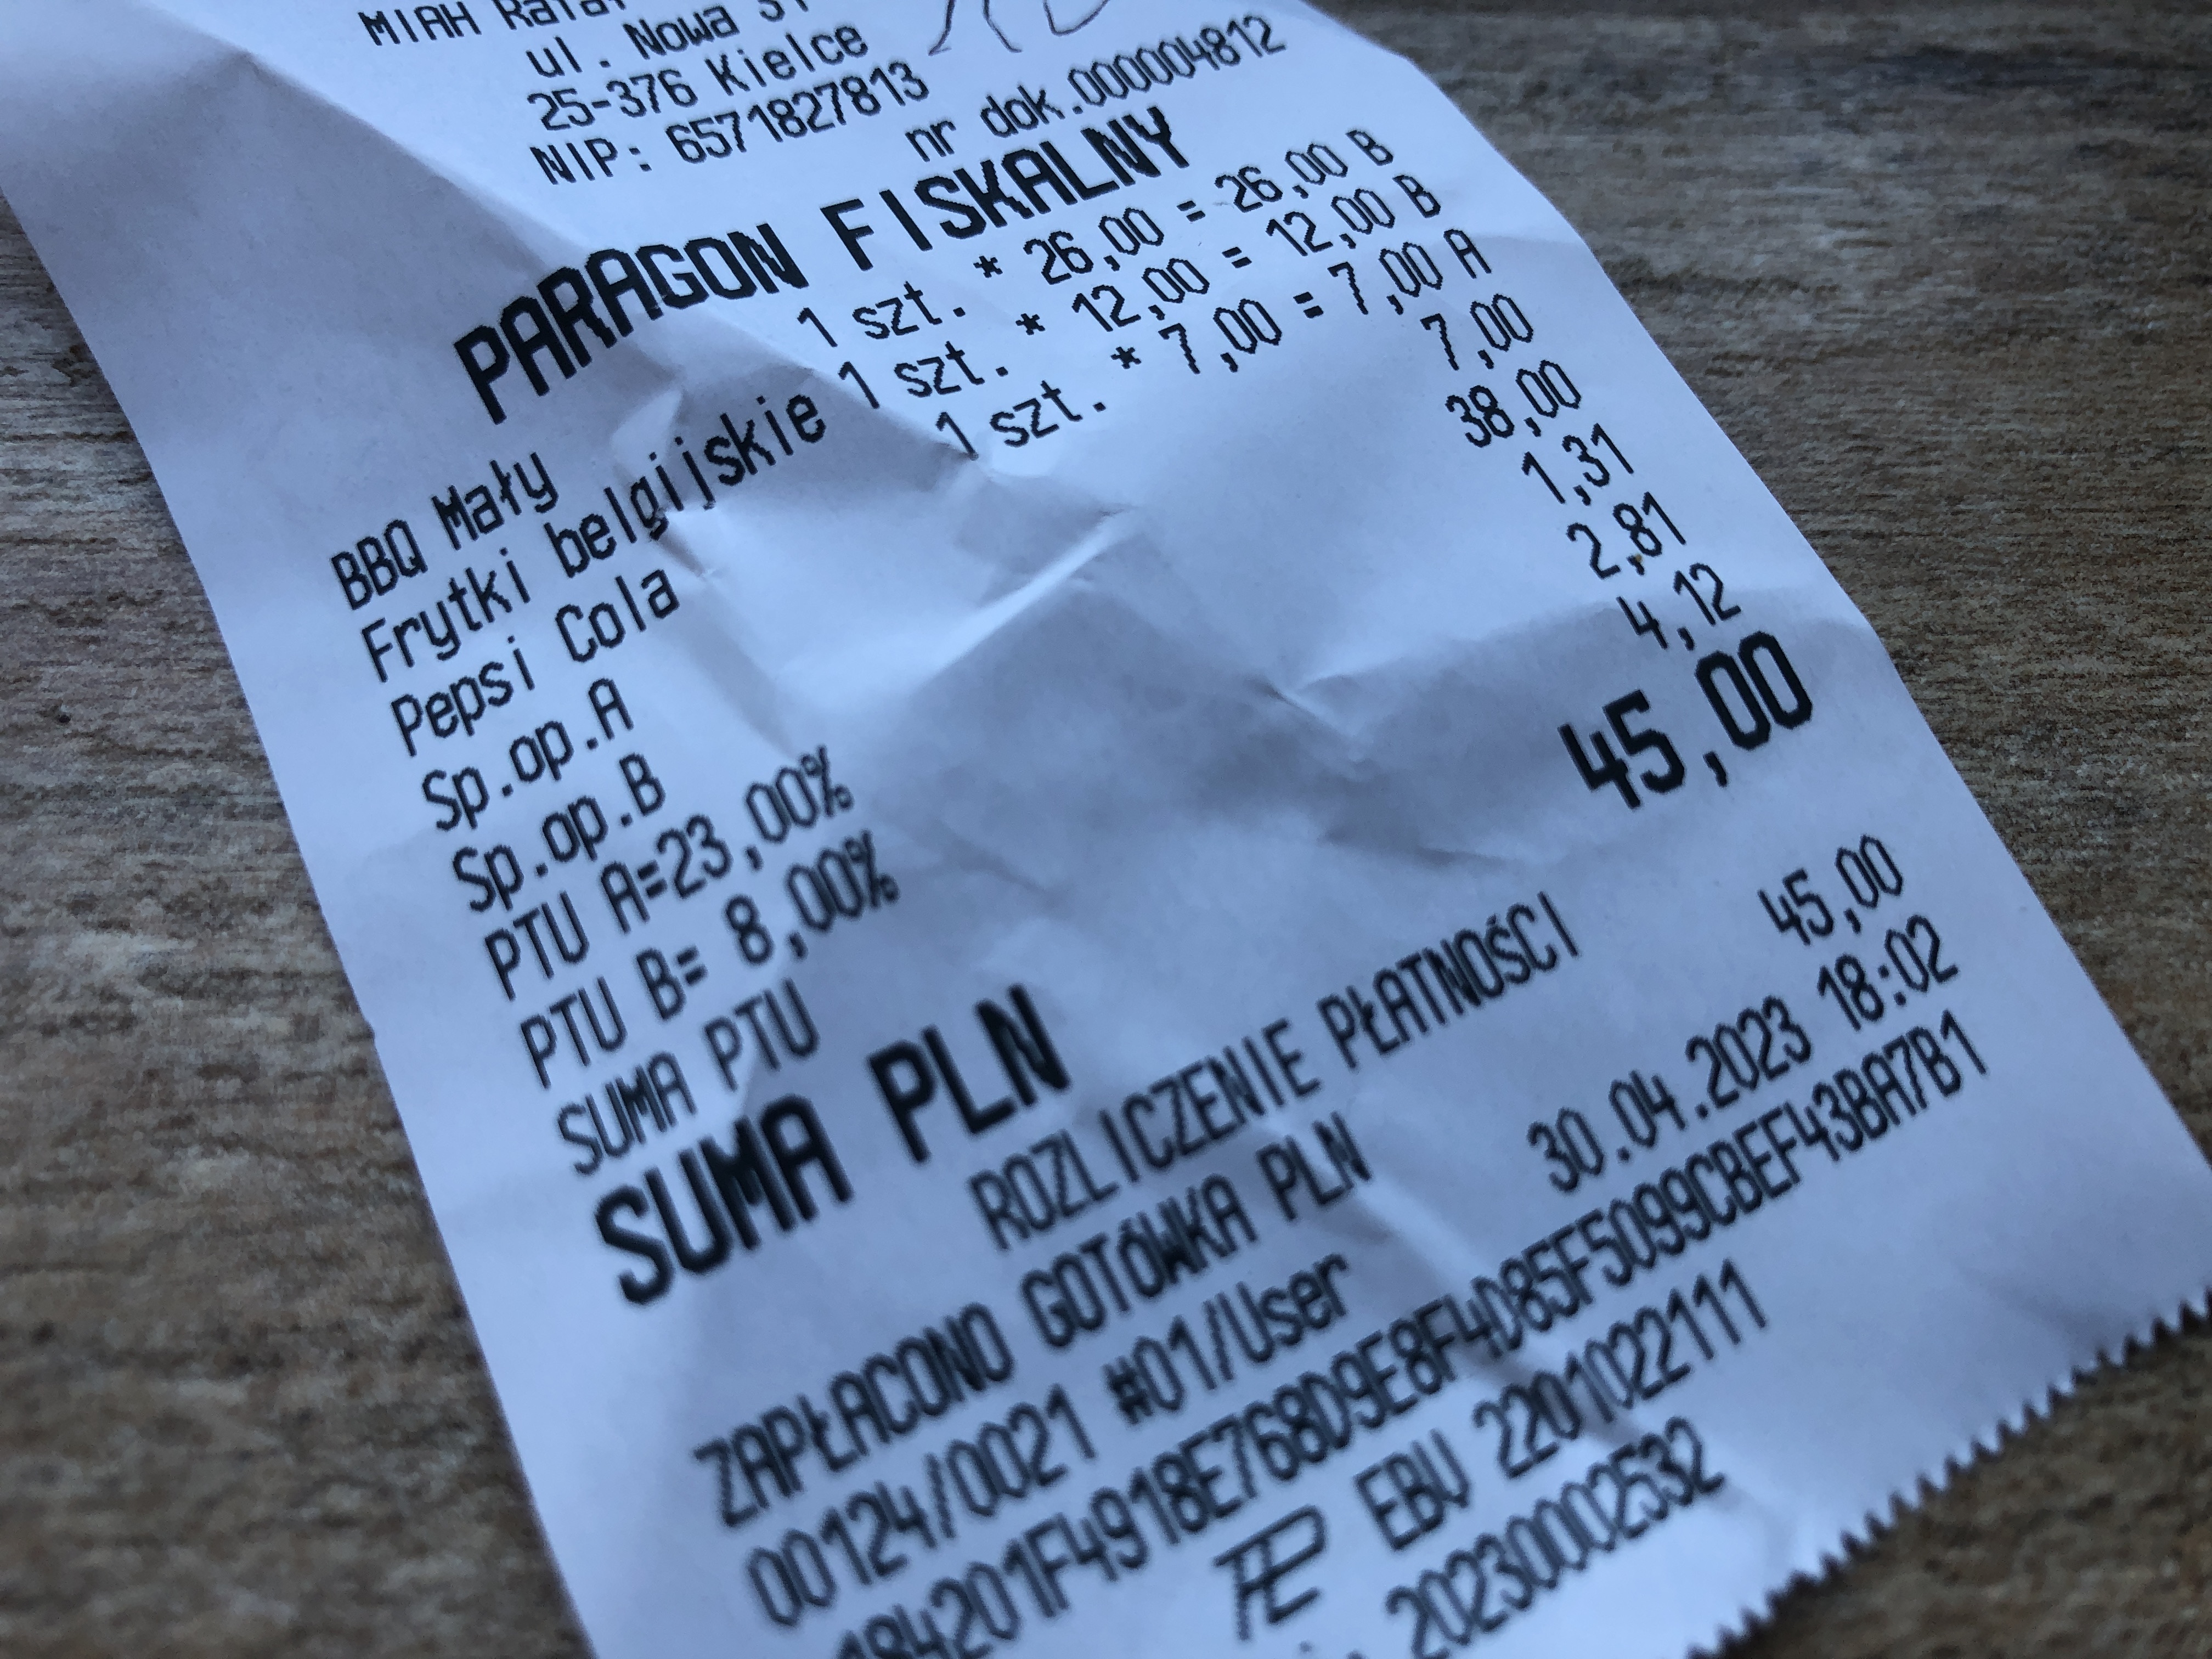 MIAH
ul. Nowa
25-376 Kielce
NIP: 6571827813
nr dok.000004812
PARAGON FISKALNY
BBQ Mały 1 szt. * 26,00 = 26,00 B
Frytki belgijskie 1 szt. * 12,00 = 12,00 B
Pepsi Cola 1 szt. * 7,00 = 7,00 A
Sp.op.A 7,00
Sp.op.B 38,00
PTU A=23,00% 1,31
PTU B= 8,00% 2,81
SUMA PTU 4,12
SUMA PLN 45,00
ROZLICZENIE PŁATNOŚCI
ZAPŁACONO GOTÓWKA PLN 45,00
00124/0021 #01/User 30.04.2023 18:02
184201F4918E768D9E8F4D85F5099CBEF43BA7B1
EBU 2201022111
20230002532